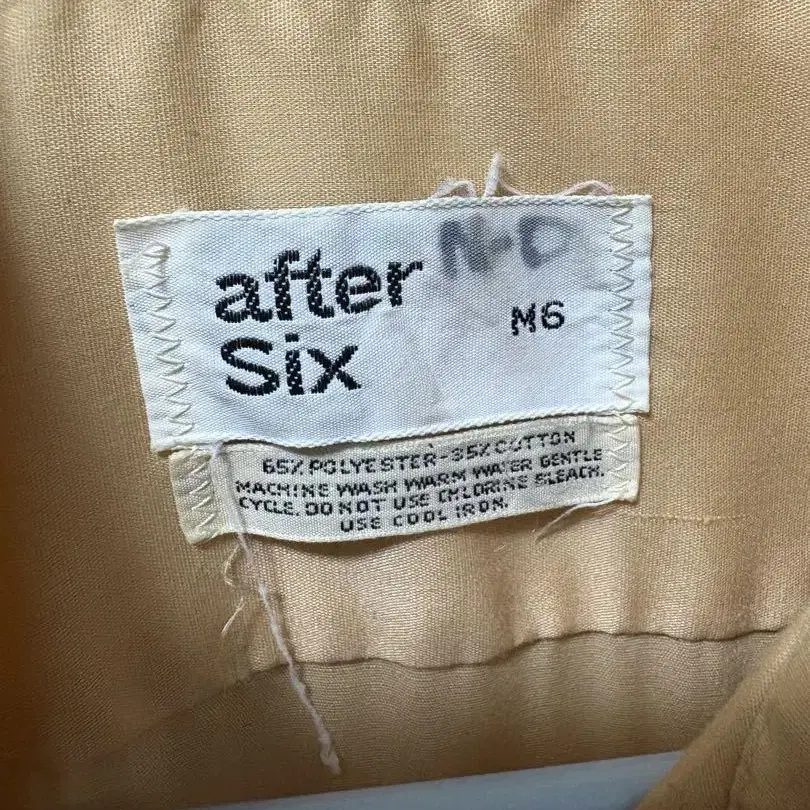 N-D
after
M6
Six
65% POLYESTER-35% COTTON
MACHINE WASH WARM WATER GENTLE
CYCLE. DO NOT USE CHLORINE BLEACH.
USE COOL IRON.